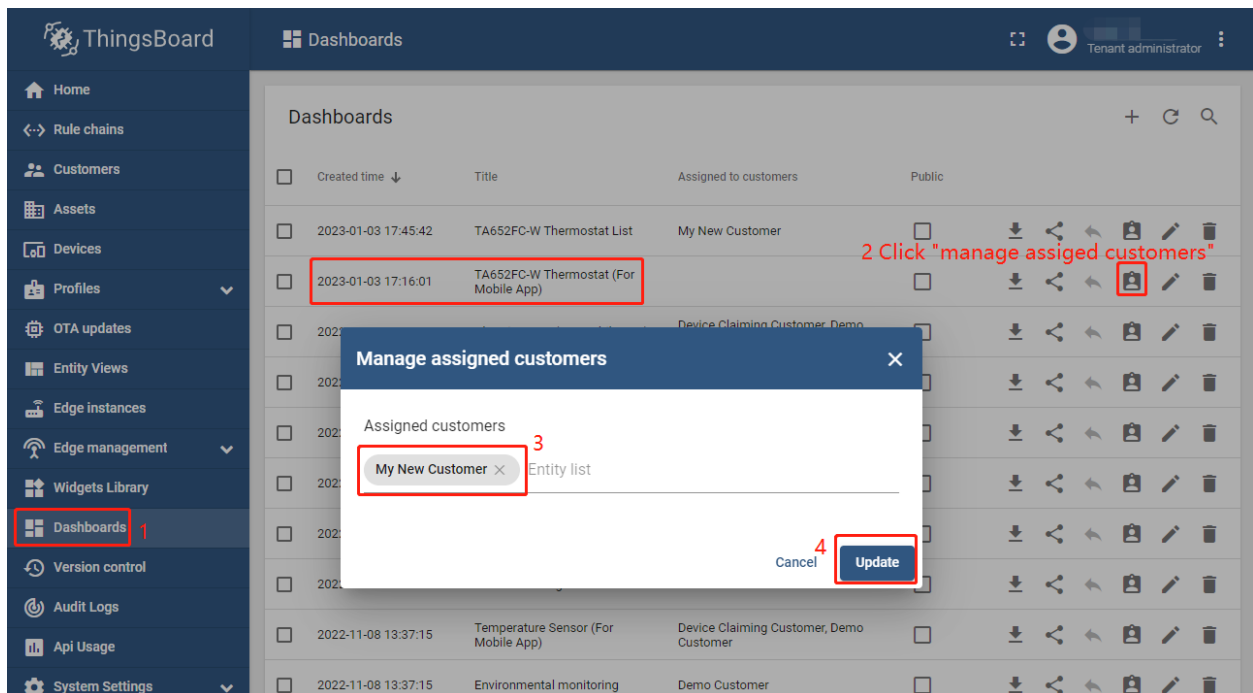 ThingsBoard
Dashboards
Tenant administrator
Home
Rule chains
Customers
Assets
Devices
Profiles
OTA updates
Entity Views
Edge instances
Edge management
Widgets Library
Dashboards 1
Version control
Audit Logs
Api Usage
System Settings
Dashboards
Created time Title Assigned to customers Public
2023-01-03 17:45:42 TA652FC-W Thermostat List My New Customer
2 Click "manage assiged customers"
2023-01-03 17:16:01 TA652FC-W Thermostat (For
Mobile App)
Device Claiming Customer, Demo
Manage assigned customers
Assigned customers
3
My New Customer Entity list
4
Cancel Update
2022-11-08 13:37:15 Temperature Sensor (For
Mobile App) Device Claiming Customer, Demo
Customer
2022-11-08 13:37:15 Environmental monitoring Demo Customer